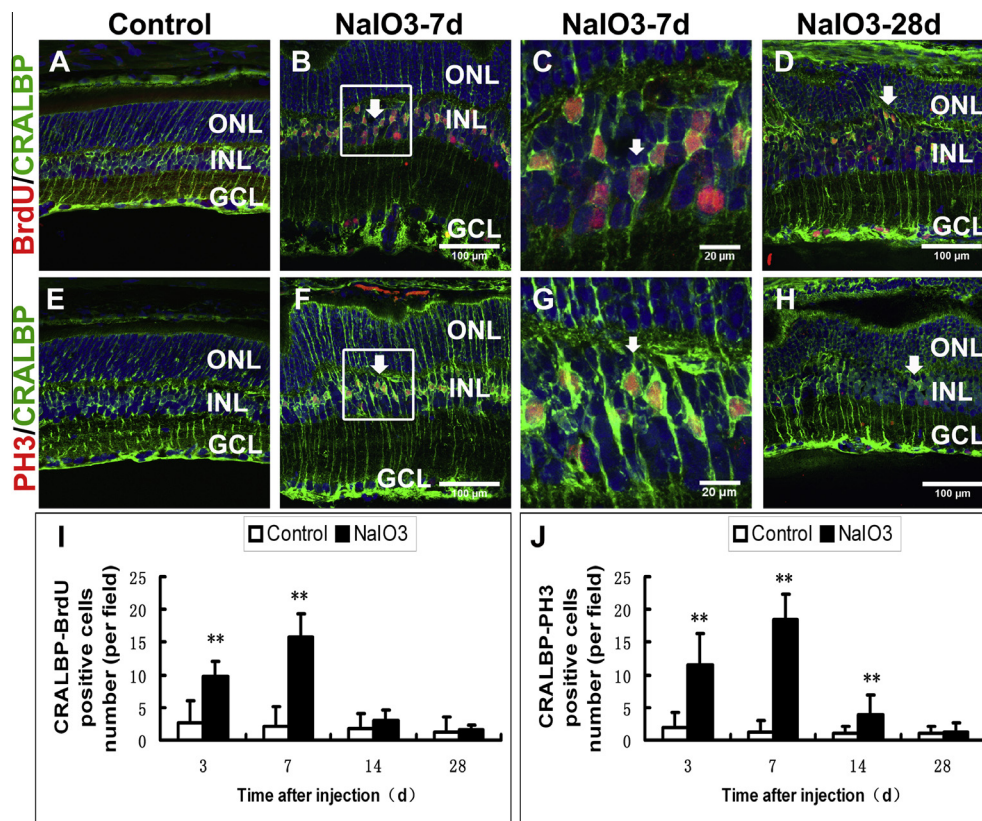 Control NaIO3-7d NaIO3-7d NaIO3-28d
BrdU/CRALBP
A ONL INL GCL
B ONL INL GCL 100 µm
C 20 µm
D ONL INL GCL 100 µm
PH3/CRALBP
E ONL INL GCL
F ONL INL GCL 100 µm
G 20 µm
H ONL INL GCL 100 µm
I
Control NaIO3
CRALBP-BrdU
positive cells
number (per field)
25
20
15
10
5
0
** **
3 7 14 28
Time after injection (d)
J
Control NaIO3
CRALBP-PH3
positive cells
number (per field)
25
20
15
10
5
0
** ** **
3 7 14 28
Time after injection (d)